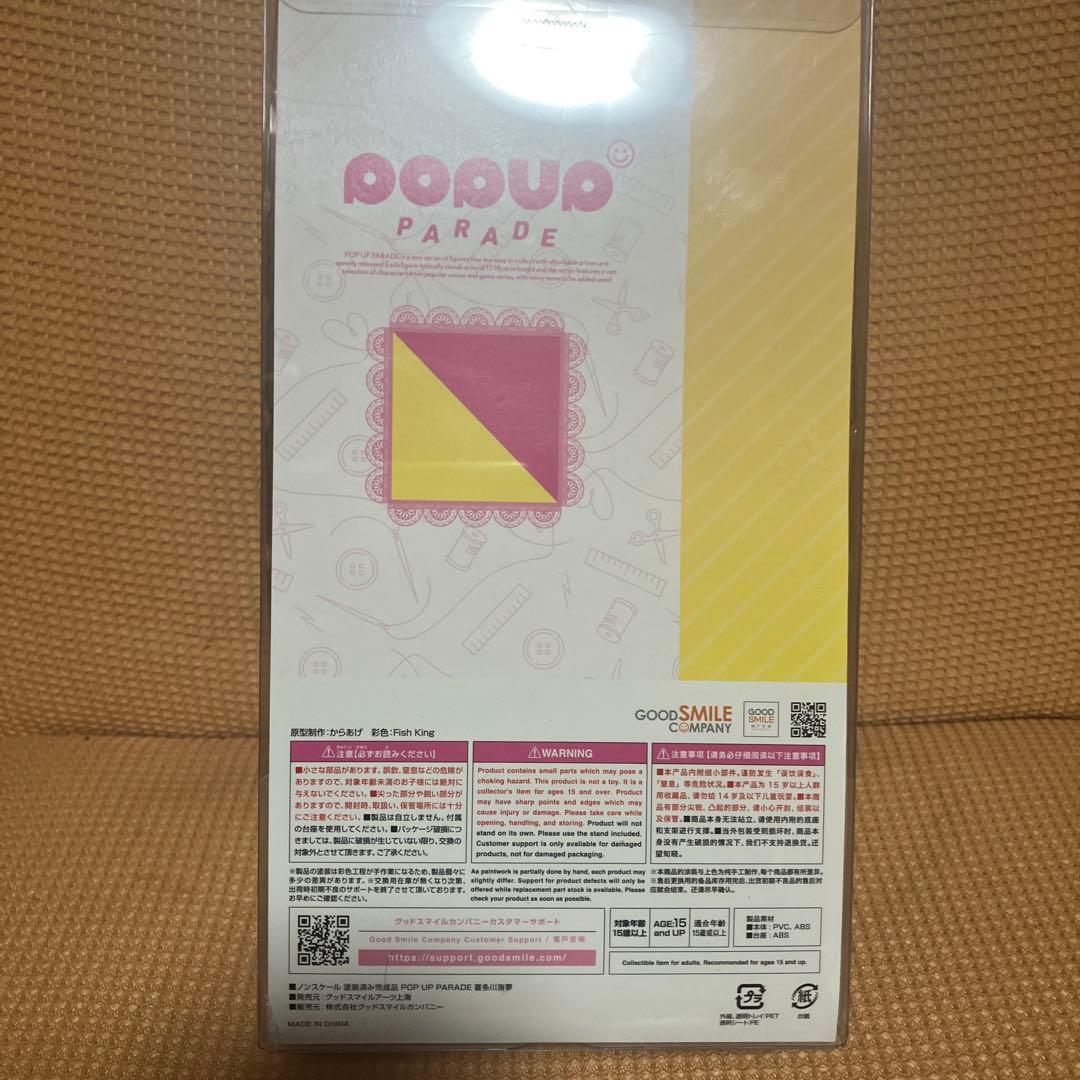 POPUP
PARADE
POP UP PARADE is a new series of figures that are easy to collect with affordable prices and
speedy releases! Each figure typically stands around 17-18cm in height and the series features a vast
selection of characters from popular anime and game series, with many more to be added soon!
GOOD SMILE COMPANY
GOOD SMILE
原型制作:からあげ 彩色:Fish King
⚠注意【必ずお読みください】
■小さな部品があります。誤飲、窒息などの危険が
ありますので、対象年齢未満のお子様には絶対に
与えないでください。■尖った部分や鋭い部分が
ありますので、開封時、取扱い、保管場所には十分
にご注意ください。■製品は自立しません。付属
の台座を使用してください。■パッケージ破損につ
きましては、製品に破損が生じていない限り、交換の
対象外とさせて頂きます。ご了承ください。
⚠WARNING
Product contains small parts which may pose a
choking hazard. This product is not a toy. It is a
collector's item for ages 15 and over. Product
may have sharp points and edges which may
cause injury or damage. Please take care while
opening, handling, and storing. Product will not
stand on its own. Please use the stand included.
Customer support is only available for damaged
products, not for damaged packaging.
⚠注意事项【请务必仔细阅读以下注意事项】
■本产品内附细小部件。谨防发生「误饮误食」、
「窒息」等危险状况。■本产品为 15 岁以上人群
用收藏品,请勿给 14 岁及以下儿童玩耍。■本商
品有部分尖锐、凸起的部分,请小心开封,组装以
及保管。■商品本身无法站立,请使用内附的底座
和支架进行支撑。■当外包装受到损坏时,商品本
身没有产生破损的情况下,我们不支持退换货。还
望知晓。
※製品の塗装は彩色工程が手作業になるため、製品個々に
多少の差異があります。※交換用在庫が無くなり次第、
出荷時初期不良のサポートを終了させて頂いております。
お早めにご確認ください。
As paintwork is partially done by hand, each product may
slightly differ. Support for product defects will only be
offered while replacement part stock is available. Please
check your product as soon as possible.
※本商品的涂装与上色为纯手工制作,每个商品都有所差异。
※售后更换用的备品库存用完后,出货初期不良品的售后对
应就会结束。还请尽早确认。
グッドスマイルカンパニーカスタマーサポート
Good Smile Company Customer Support / 客戶咨询
https://support.goodsmile.com/
対象年齢
15歳以上
AGE:15
and UP
適合年齢
15歲或以上
製品素材
■本体:PVC、ABS
■台座:ABS
Collectible item for adults. Recommended for ages 15 and up.
■ノンスケール 塗装済み完成品 POP UP PARADE 喜多川海夢
■発売元:グッドスマイルアーツ上海
■販売元:株式会社グッドスマイルカンパニー
MADE IN CHINA
プラ
外箱、透明トレイ:PET
透明シート:PE
紙
台紙